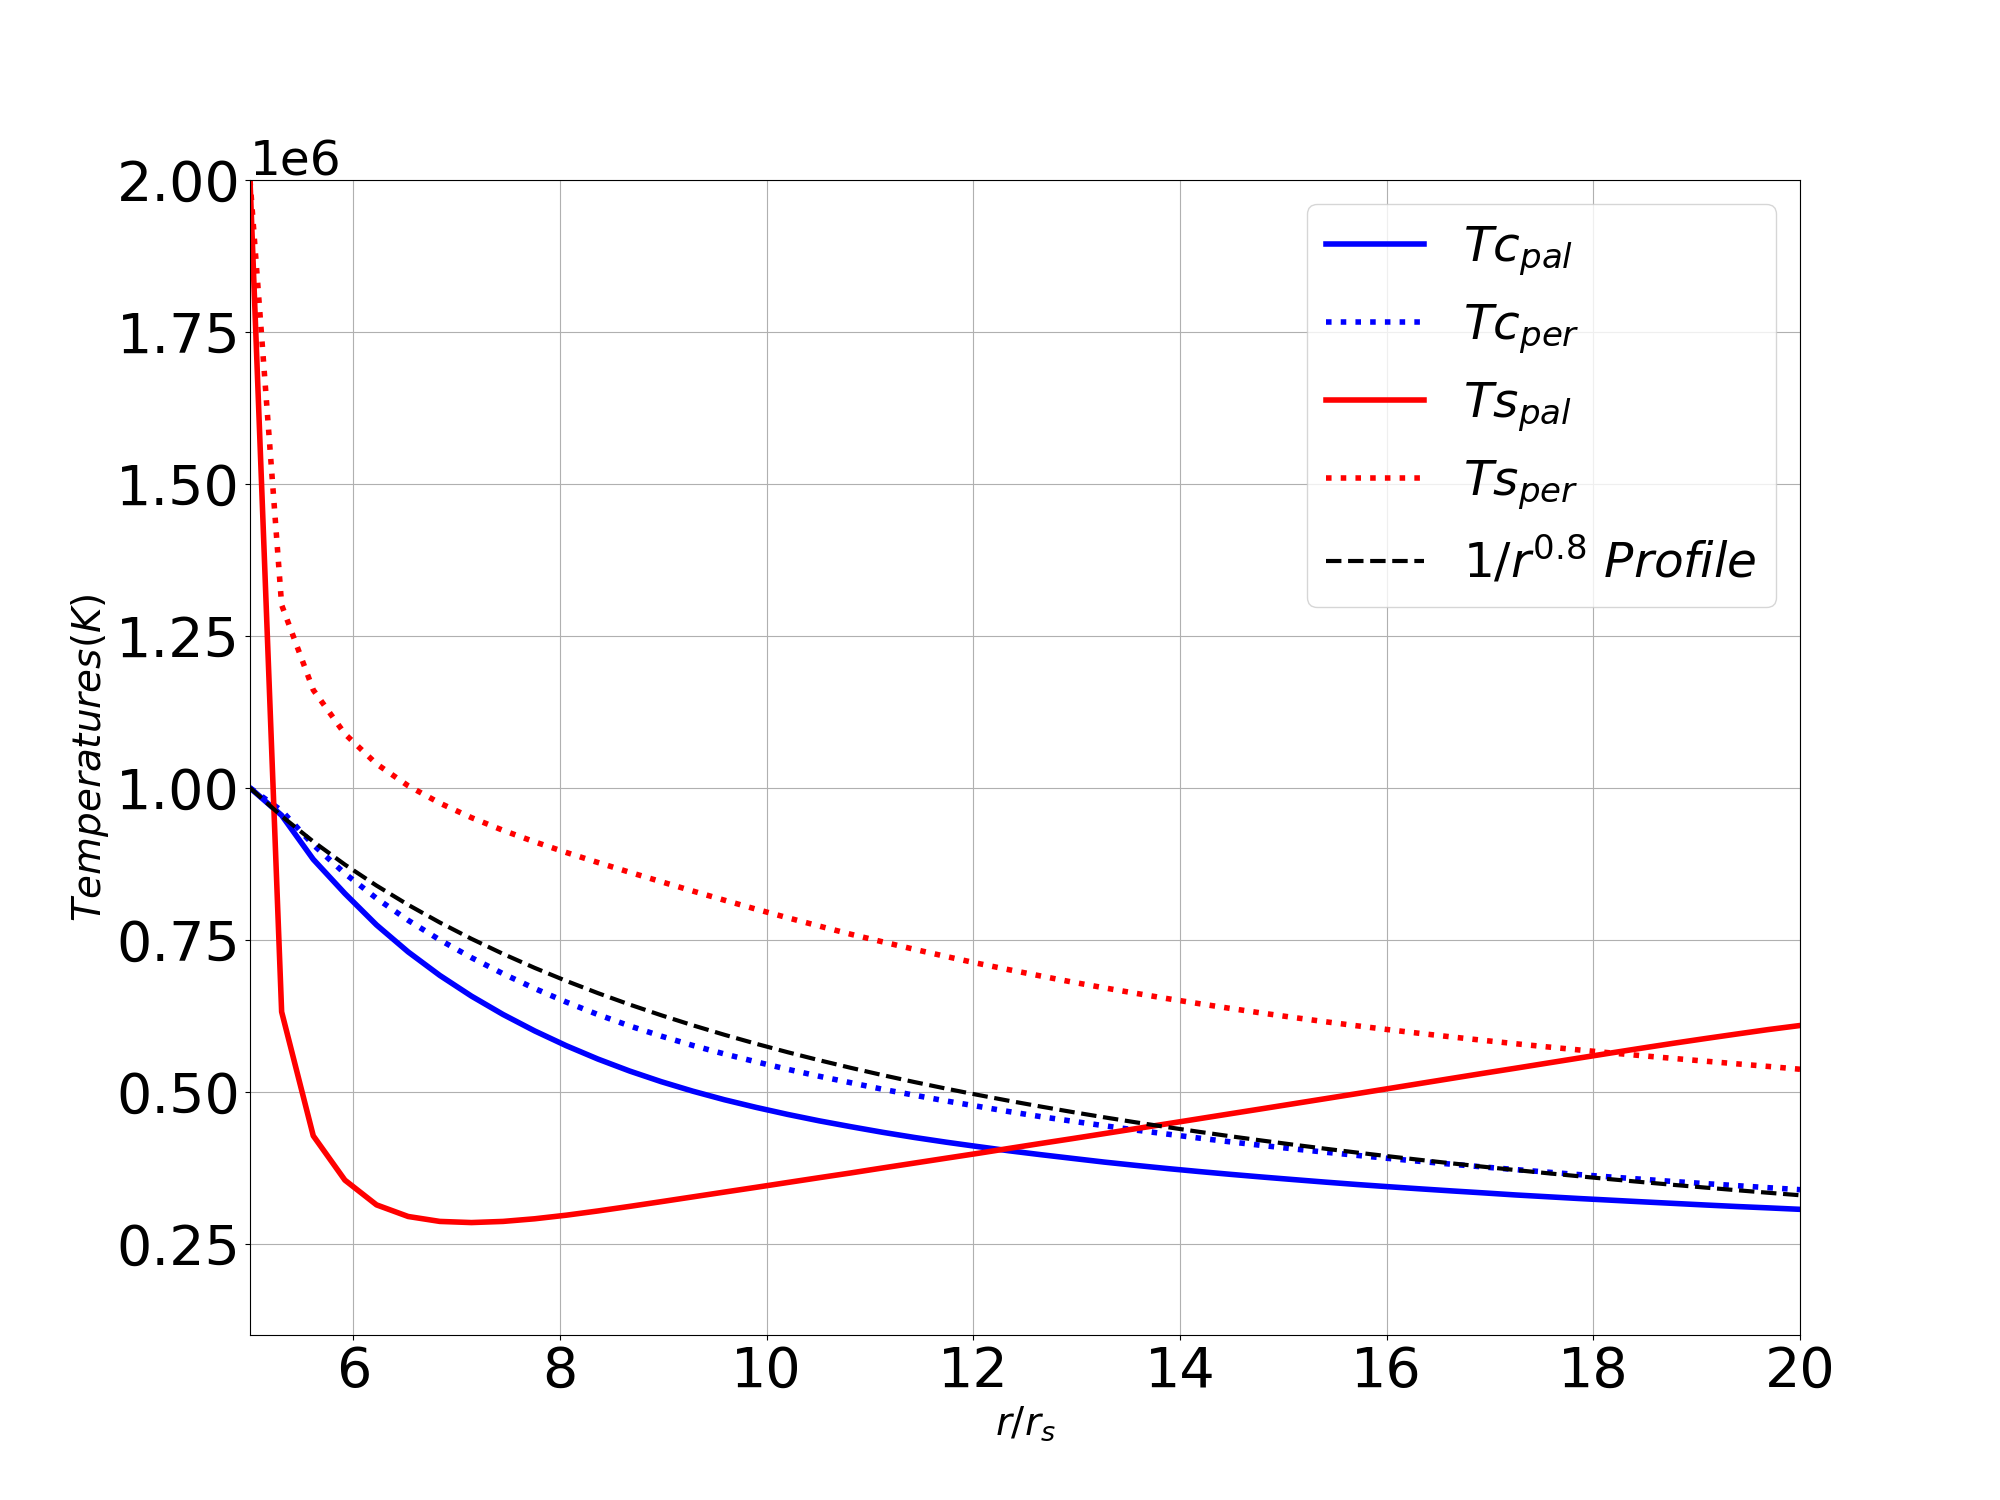 1e6
2.00
1.75
1.50
1.25
1.00
0.75
0.50
0.25
Temperatures(K)
Tc_pal
Tc_per
Ts_pal
Ts_per
1/r^0.8 Profile
6 8 10 12 14 16 18 20
r/r_s